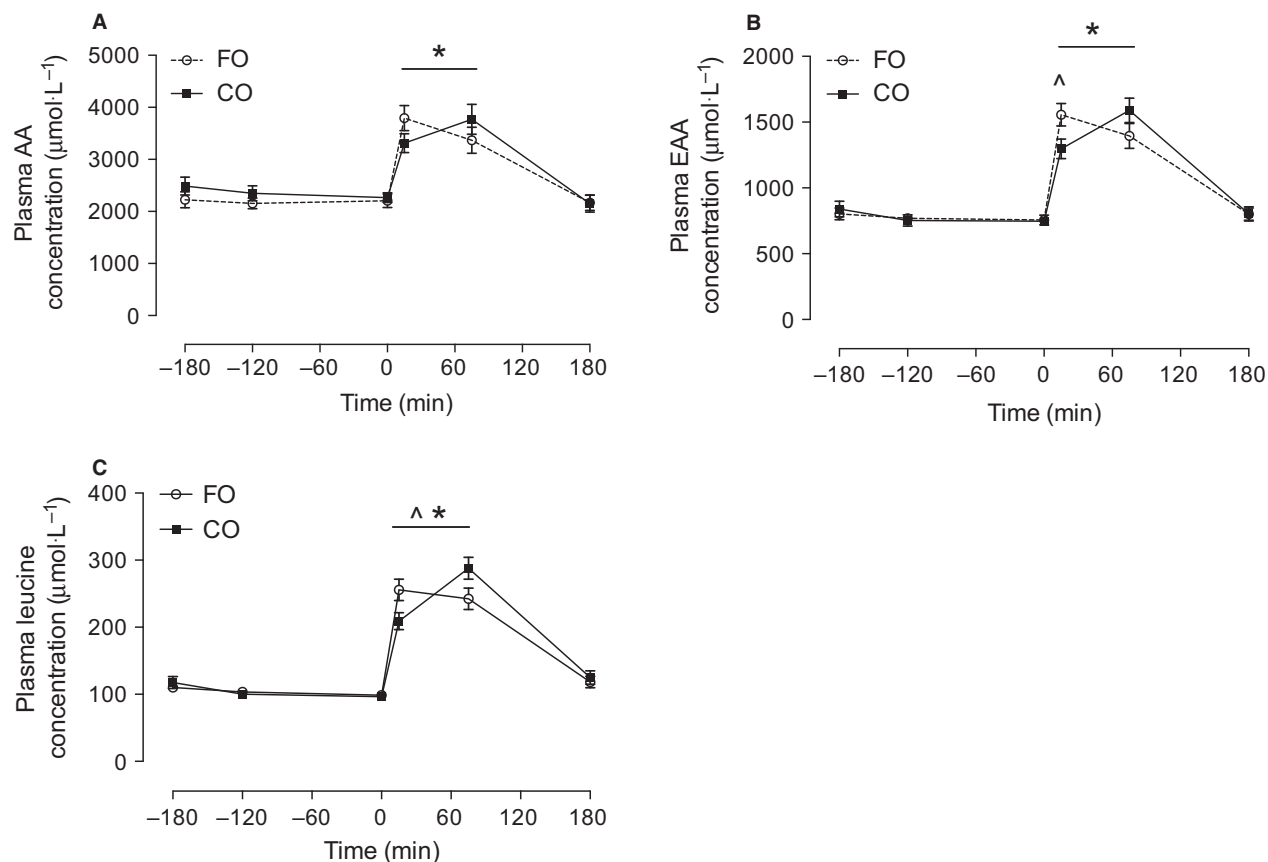 A
*
FO
CO
Plasma AA
concentration (μmol·L⁻¹)
5000
4000
3000
2000
1000
0
–180 –120 –60 0 60 120 180
Time (min)
B
*
^
FO
CO
Plasma EAA
concentration (μmol·L⁻¹)
2000
1500
1000
500
0
–180 –120 –60 0 60 120 180
Time (min)
C
^ *
FO
CO
Plasma leucine
concentration (μmol·L⁻¹)
400
300
200
100
0
–180 –120 –60 0 60 120 180
Time (min)